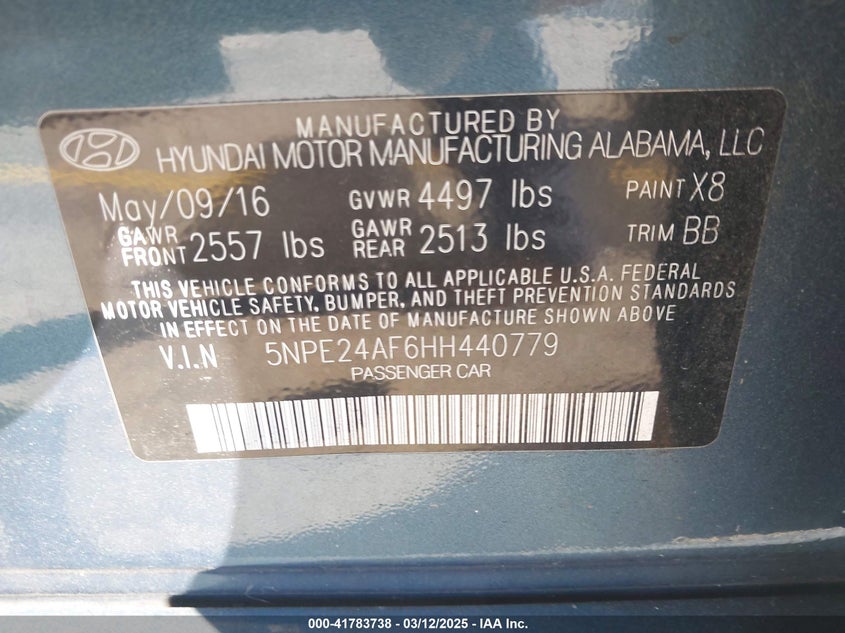 MANUFACTURED BY
HYUNDAI MOTOR MANUFACTURING ALABAMA, LLC
May/09/16 GVWR 4497 lbs PAINT X8
GAWR FRONT 2557 lbs GAWR REAR 2513 lbs TRIM BB
THIS VEHICLE CONFORMS TO ALL APPLICABLE U.S.A. FEDERAL
MOTOR VEHICLE SAFETY, BUMPER, AND THEFT PREVENTION STANDARDS
IN EFFECT ON THE DATE OF MANUFACTURE SHOWN ABOVE
V.I.N 5NPE24AF6HH440779
PASSENGER CAR
000-41783738 - 03/12/2025 - IAA Inc.